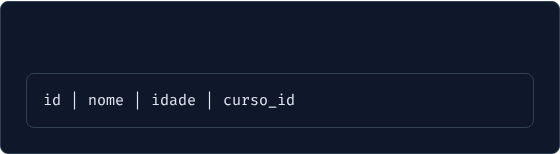 id | nome | idade | curso_id